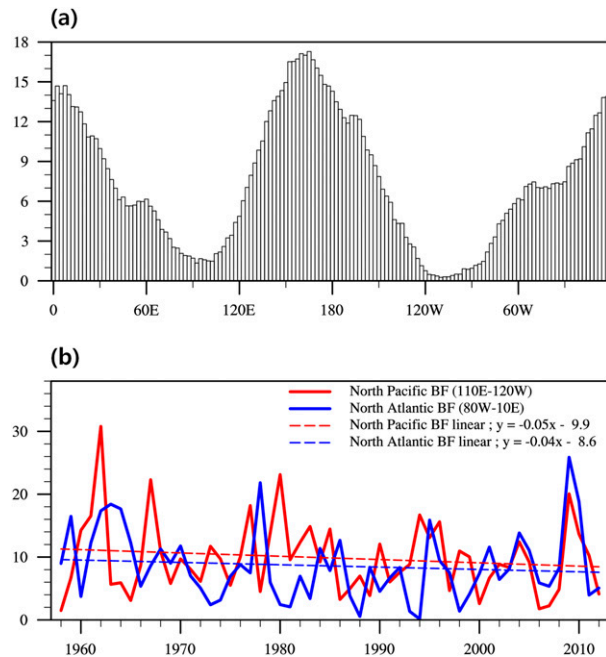 (a)
18
15
12
9
6
3
0
0 60E 120E 180 120W 60W
(b)
North Pacific BF (110E-120W)
North Atlantic BF (80W-10E)
North Pacific BF linear ; y = -0.05x - 9.9
North Atlantic BF linear ; y = -0.04x - 8.6
30
20
10
0
1960 1970 1980 1990 2000 2010